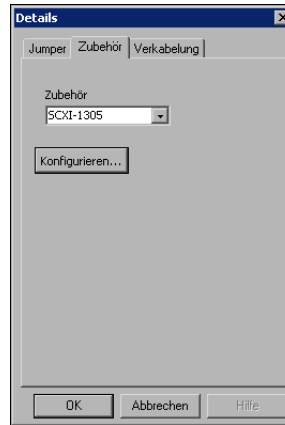 Details
Jumper Zubehör Verkabelung
Zubehör
SCXI-1305
Konfigurieren...
OK Abbrechen Hilfe